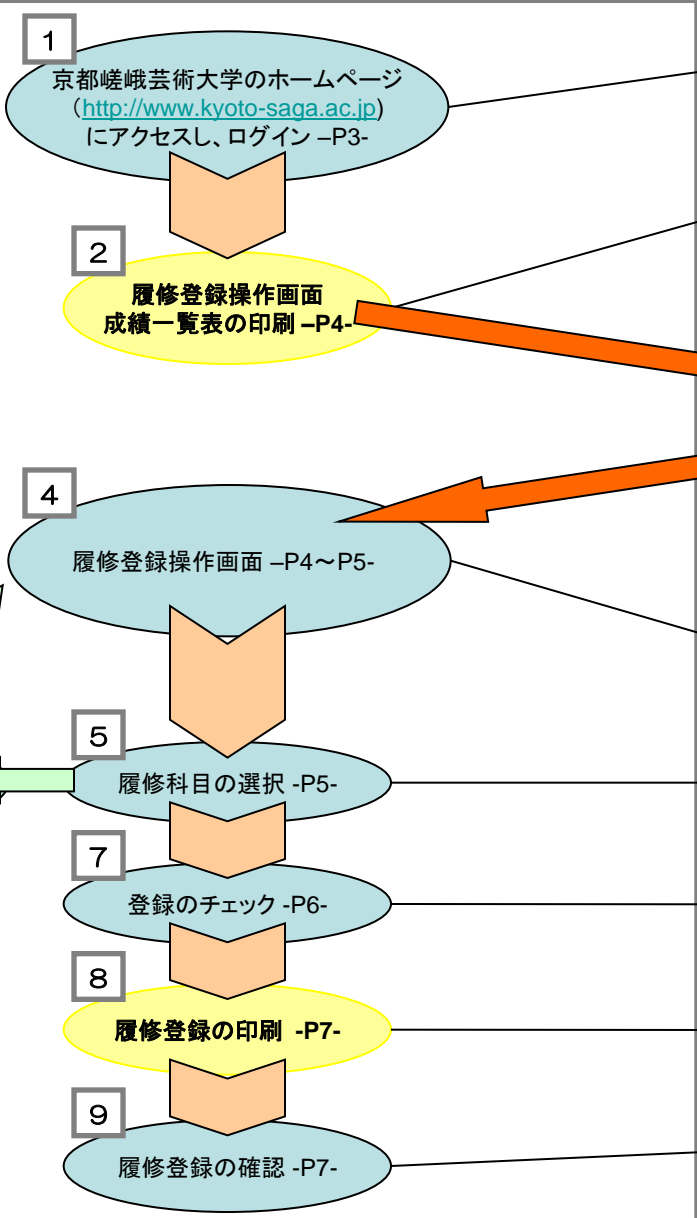 1
京都嵯峨芸術大学のホームページ
（http://www.kyoto-saga.ac.jp)
にアクセスし、ログイン –P3-
2
履修登録操作画面
成績一覧表の印刷 –P4-
4
履修登録操作画面 –P4～P5-
5
履修科目の選択 -P5-
7
登録のチェック -P6-
8
履修登録の印刷 -P7-
9
履修登録の確認 -P7-